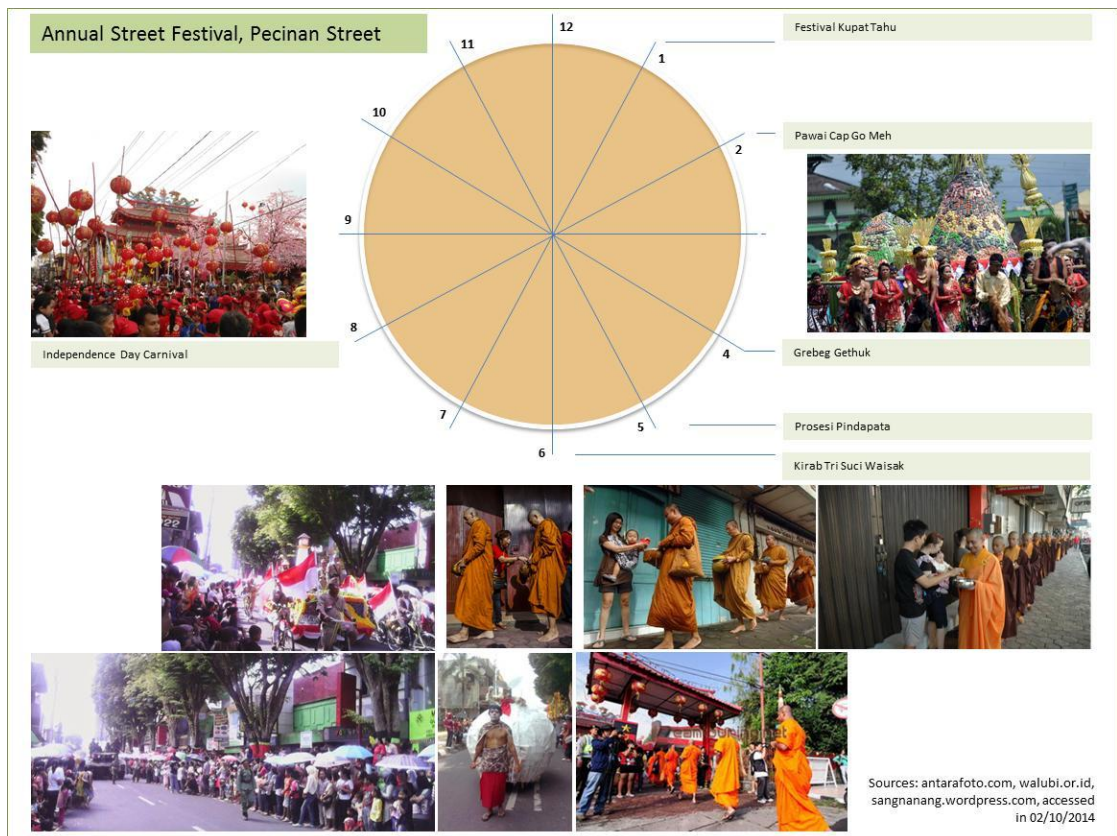 Annual Street Festival, Pecinan Street
12
11
1
10
2
9
8
4
7
5
6
Festival Kupat Tahu
Pawai Cap Go Meh
Grebeg Gethuk
Prosesi Pindapata
Kirab Tri Suci Waisak
Independence Day Carnival
Sources: antarafoto.com, walubi.or.id,
sangnanang.wordpress.com, accessed
in 02/10/2014